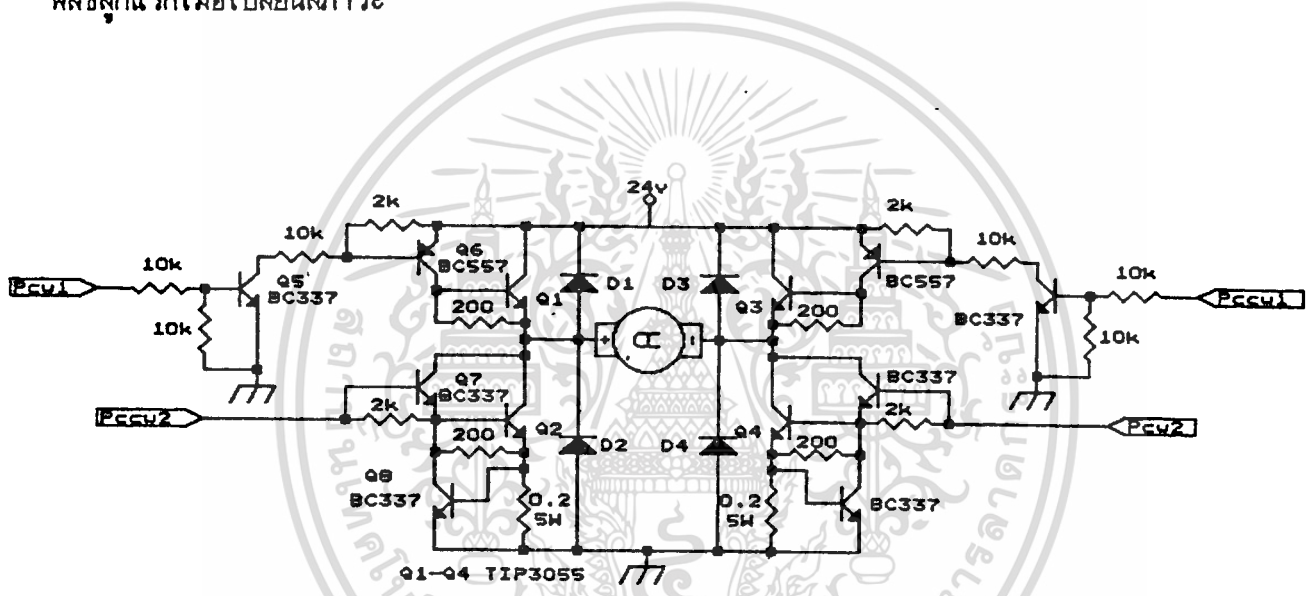 24v
2k
2k
10k
10k
10k
Q6
BC557
BC557
10k
Pcw1
Q5
BC337
Q1
D1
D3
Q3
Pccw1
200
200
BC337
10k
10k
+
Q7
BC337
BC337
Pccw2
2k
2k
Pcw2
Q2
Q4
200
D2
D4
200
Q8
BC337
0.2
5W
0.2
5W
BC337
Q1-Q4 TIP3055